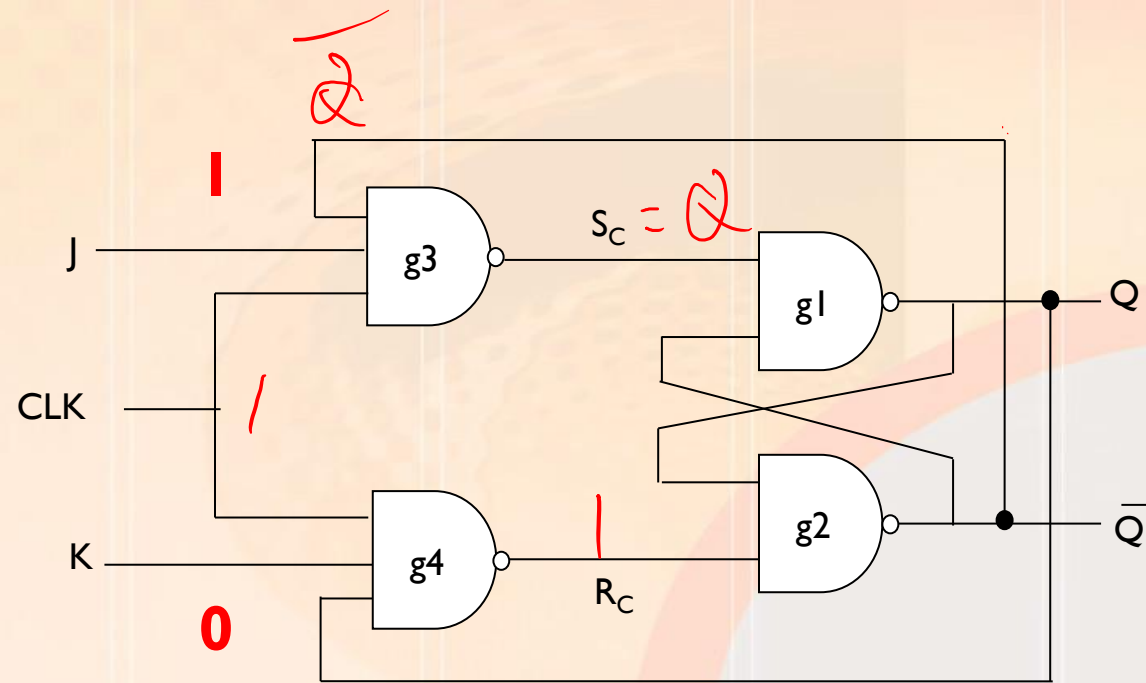 Q̅
1
J
g3
S_C = Q
g1
Q
CLK
1
K
g4
1
R_C
g2
Q̅
0